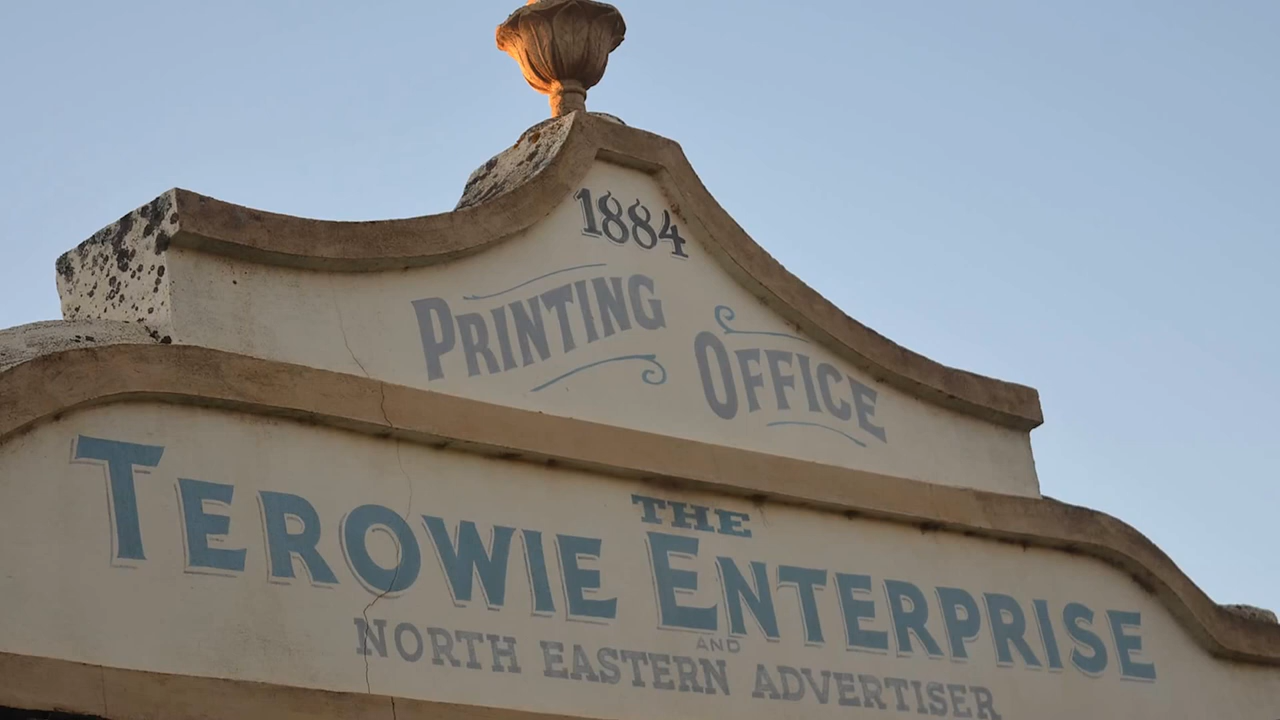 1884
PRINTING OFFICE
THE
TEROWIE ENTERPRISE
AND
NORTH EASTERN ADVERTISER